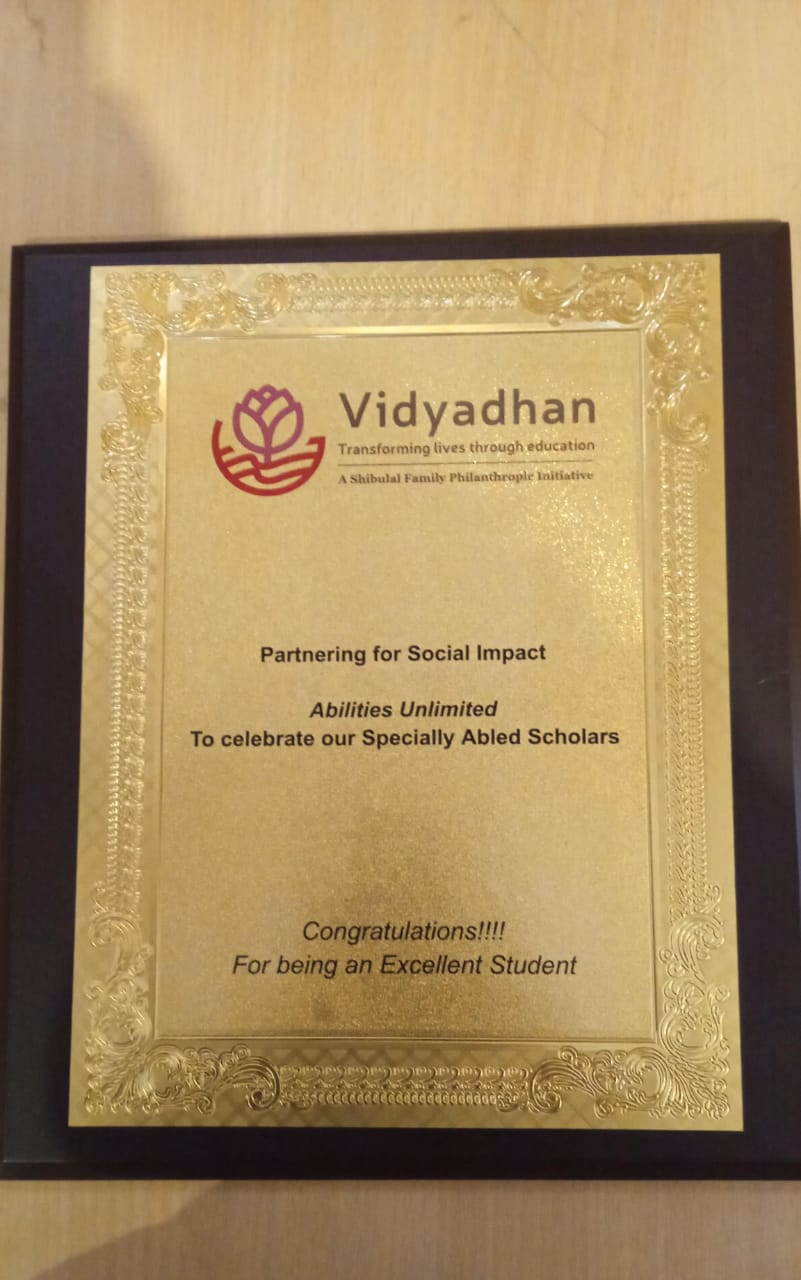 Vidyadhan
Transforming lives through education
A Shibulal Family Philanthropic Initiative
Partnering for Social Impact
Abilities Unlimited
To celebrate our Specially Abled Scholars
Congratulations!!!!
For being an Excellent Student